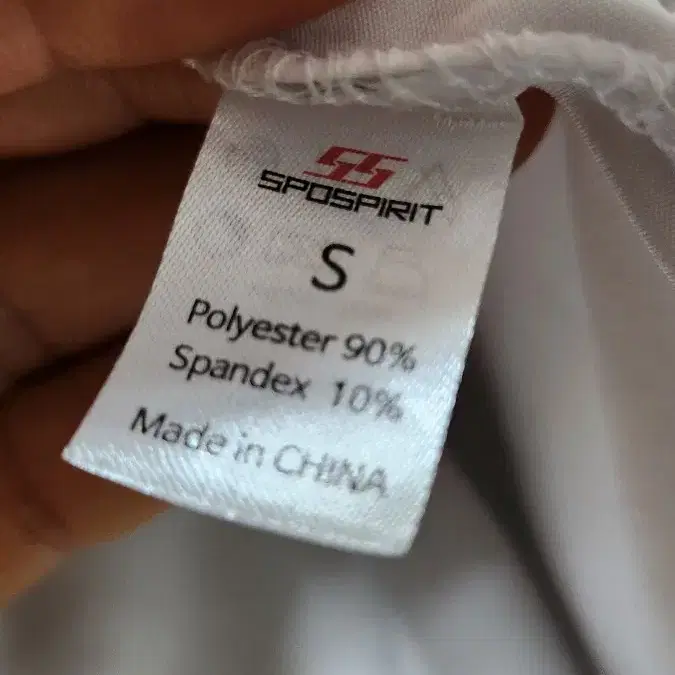 SS
SPOSPIRIT
S
Polyester 90%
Spandex 10%
Made in CHINA